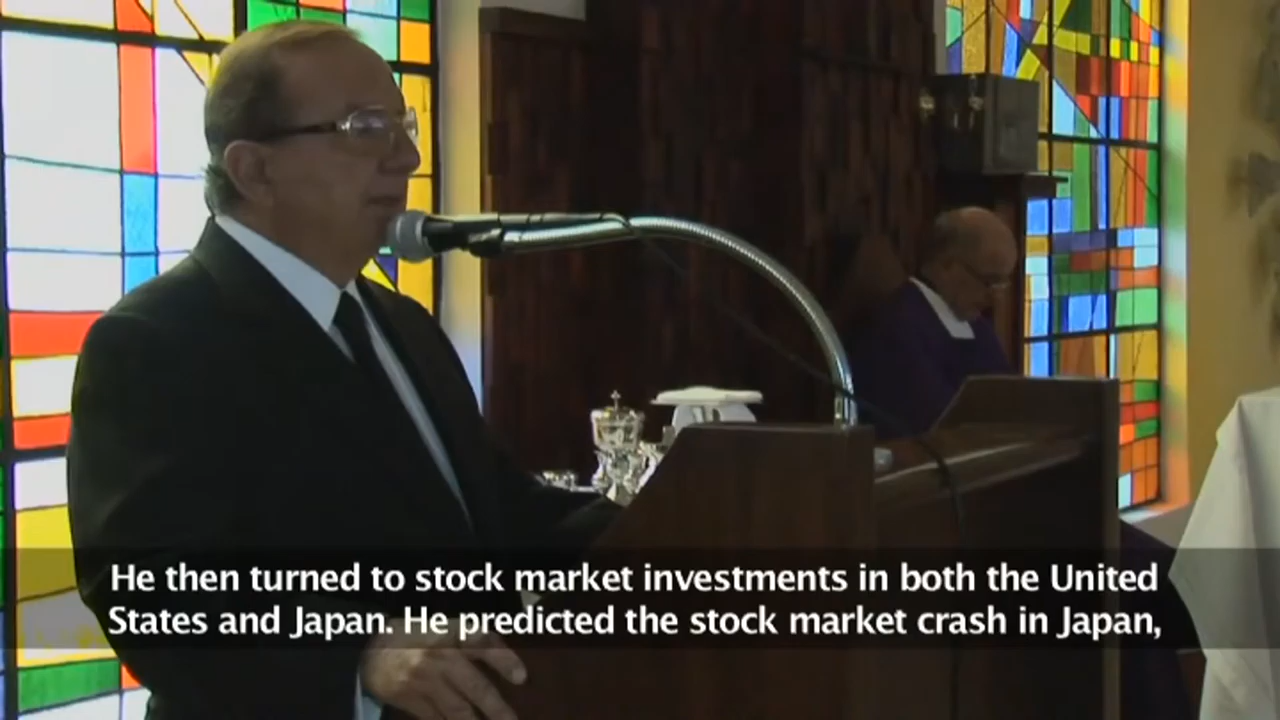 He then turned to stock market investments in both the United
States and Japan. He predicted the stock market crash in Japan,